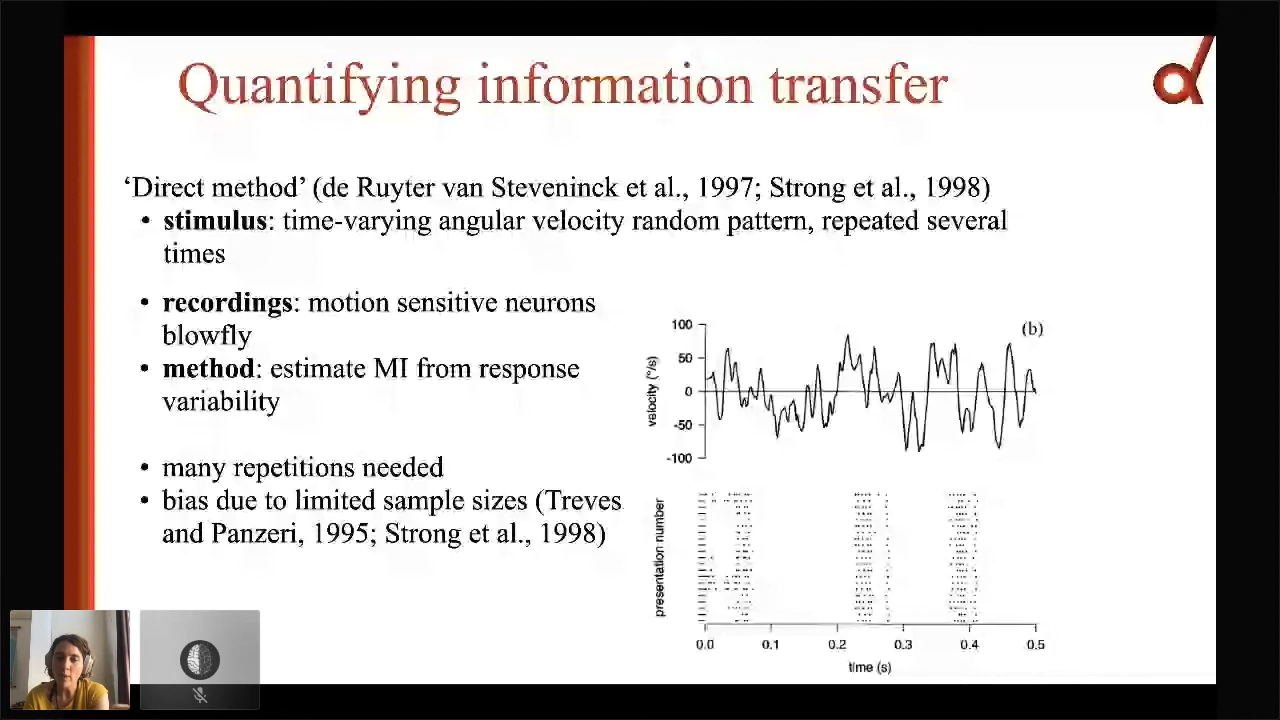 Quantifying information transfer
‘Direct method’ (de Ruyter van Steveninck et al., 1997; Strong et al., 1998)
• stimulus: time-varying angular velocity random pattern, repeated several
times
• recordings: motion sensitive neurons
blowfly
• method: estimate MI from response
variability
• many repetitions needed
• bias due to limited sample sizes (Treves
and Panzeri, 1995; Strong et al., 1998)
(b)
100
50
0
-50
-100
velocity (°/s)
presentation number
0.0 0.1 0.2 0.3 0.4 0.5
time (s)